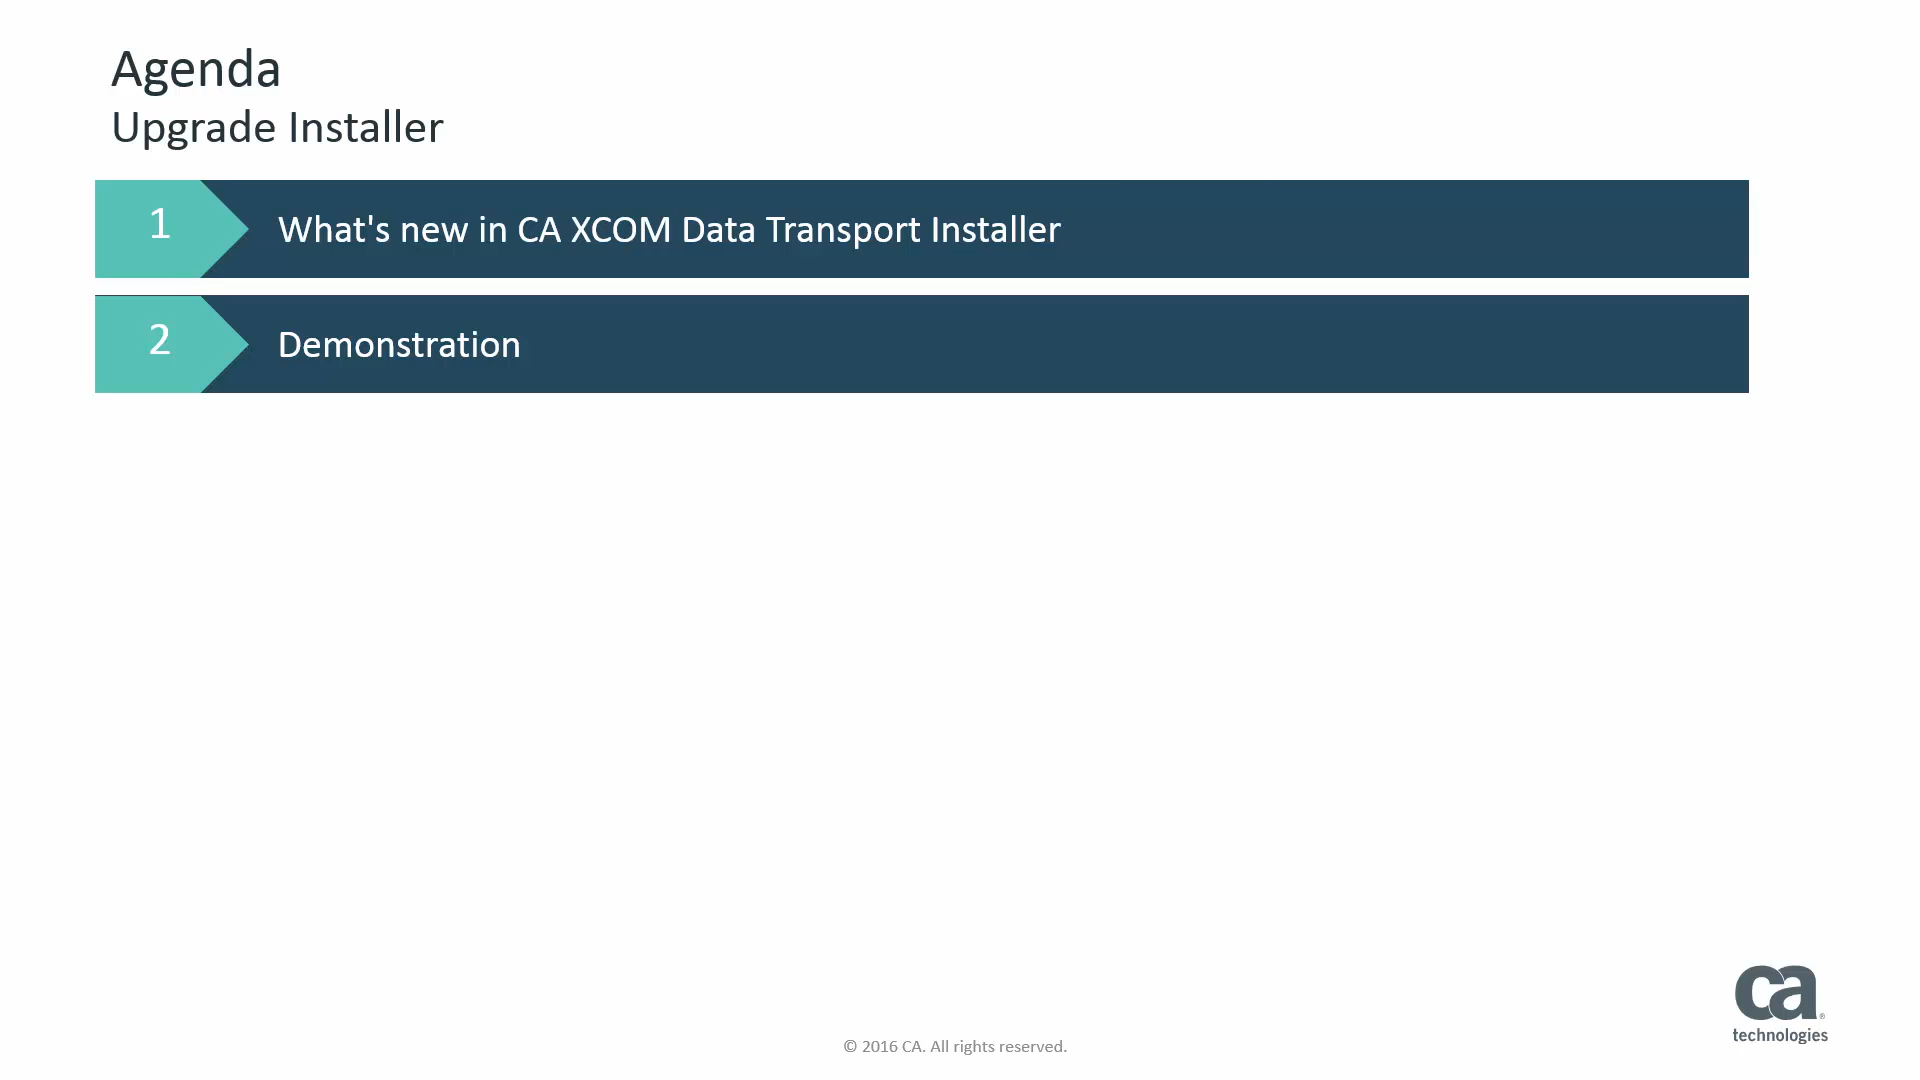 Agenda
Upgrade Installer
1
What's new in CA XCOM Data Transport Installer
2
Demonstration
ca®
technologies
© 2016 CA. All rights reserved.